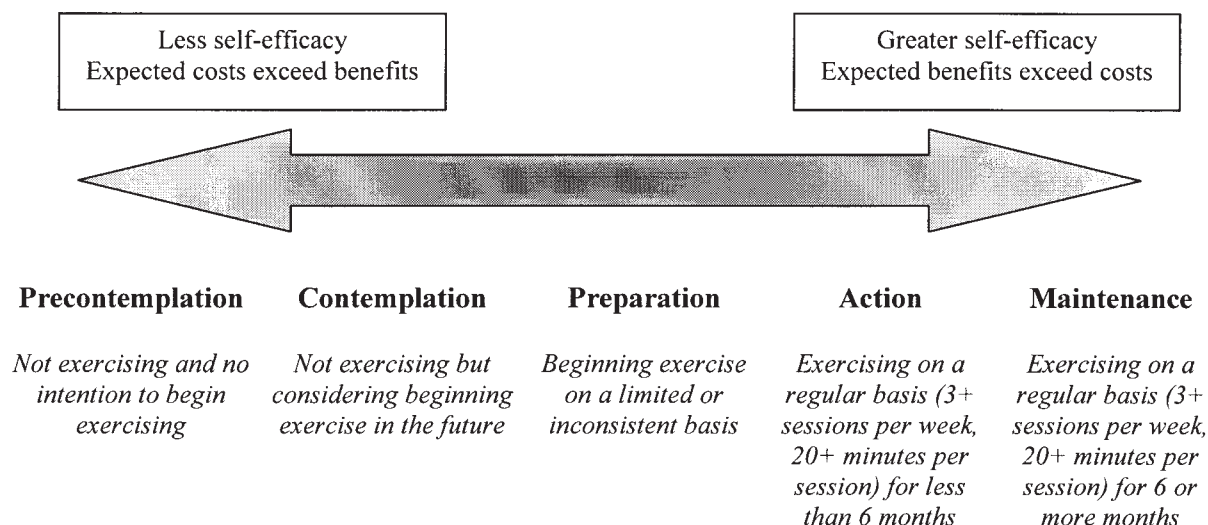 Less self-efficacy
Expected costs exceed benefits
Greater self-efficacy
Expected benefits exceed costs
Precontemplation
Not exercising and no
intention to begin
exercising
Contemplation
Not exercising but
considering beginning
exercise in the future
Preparation
Beginning exercise
on a limited or
inconsistent basis
Action
Exercising on a
regular basis (3+
sessions per week,
20+ minutes per
session) for less
than 6 months
Maintenance
Exercising on a
regular basis (3+
sessions per week,
20+ minutes per
session) for 6 or
more months